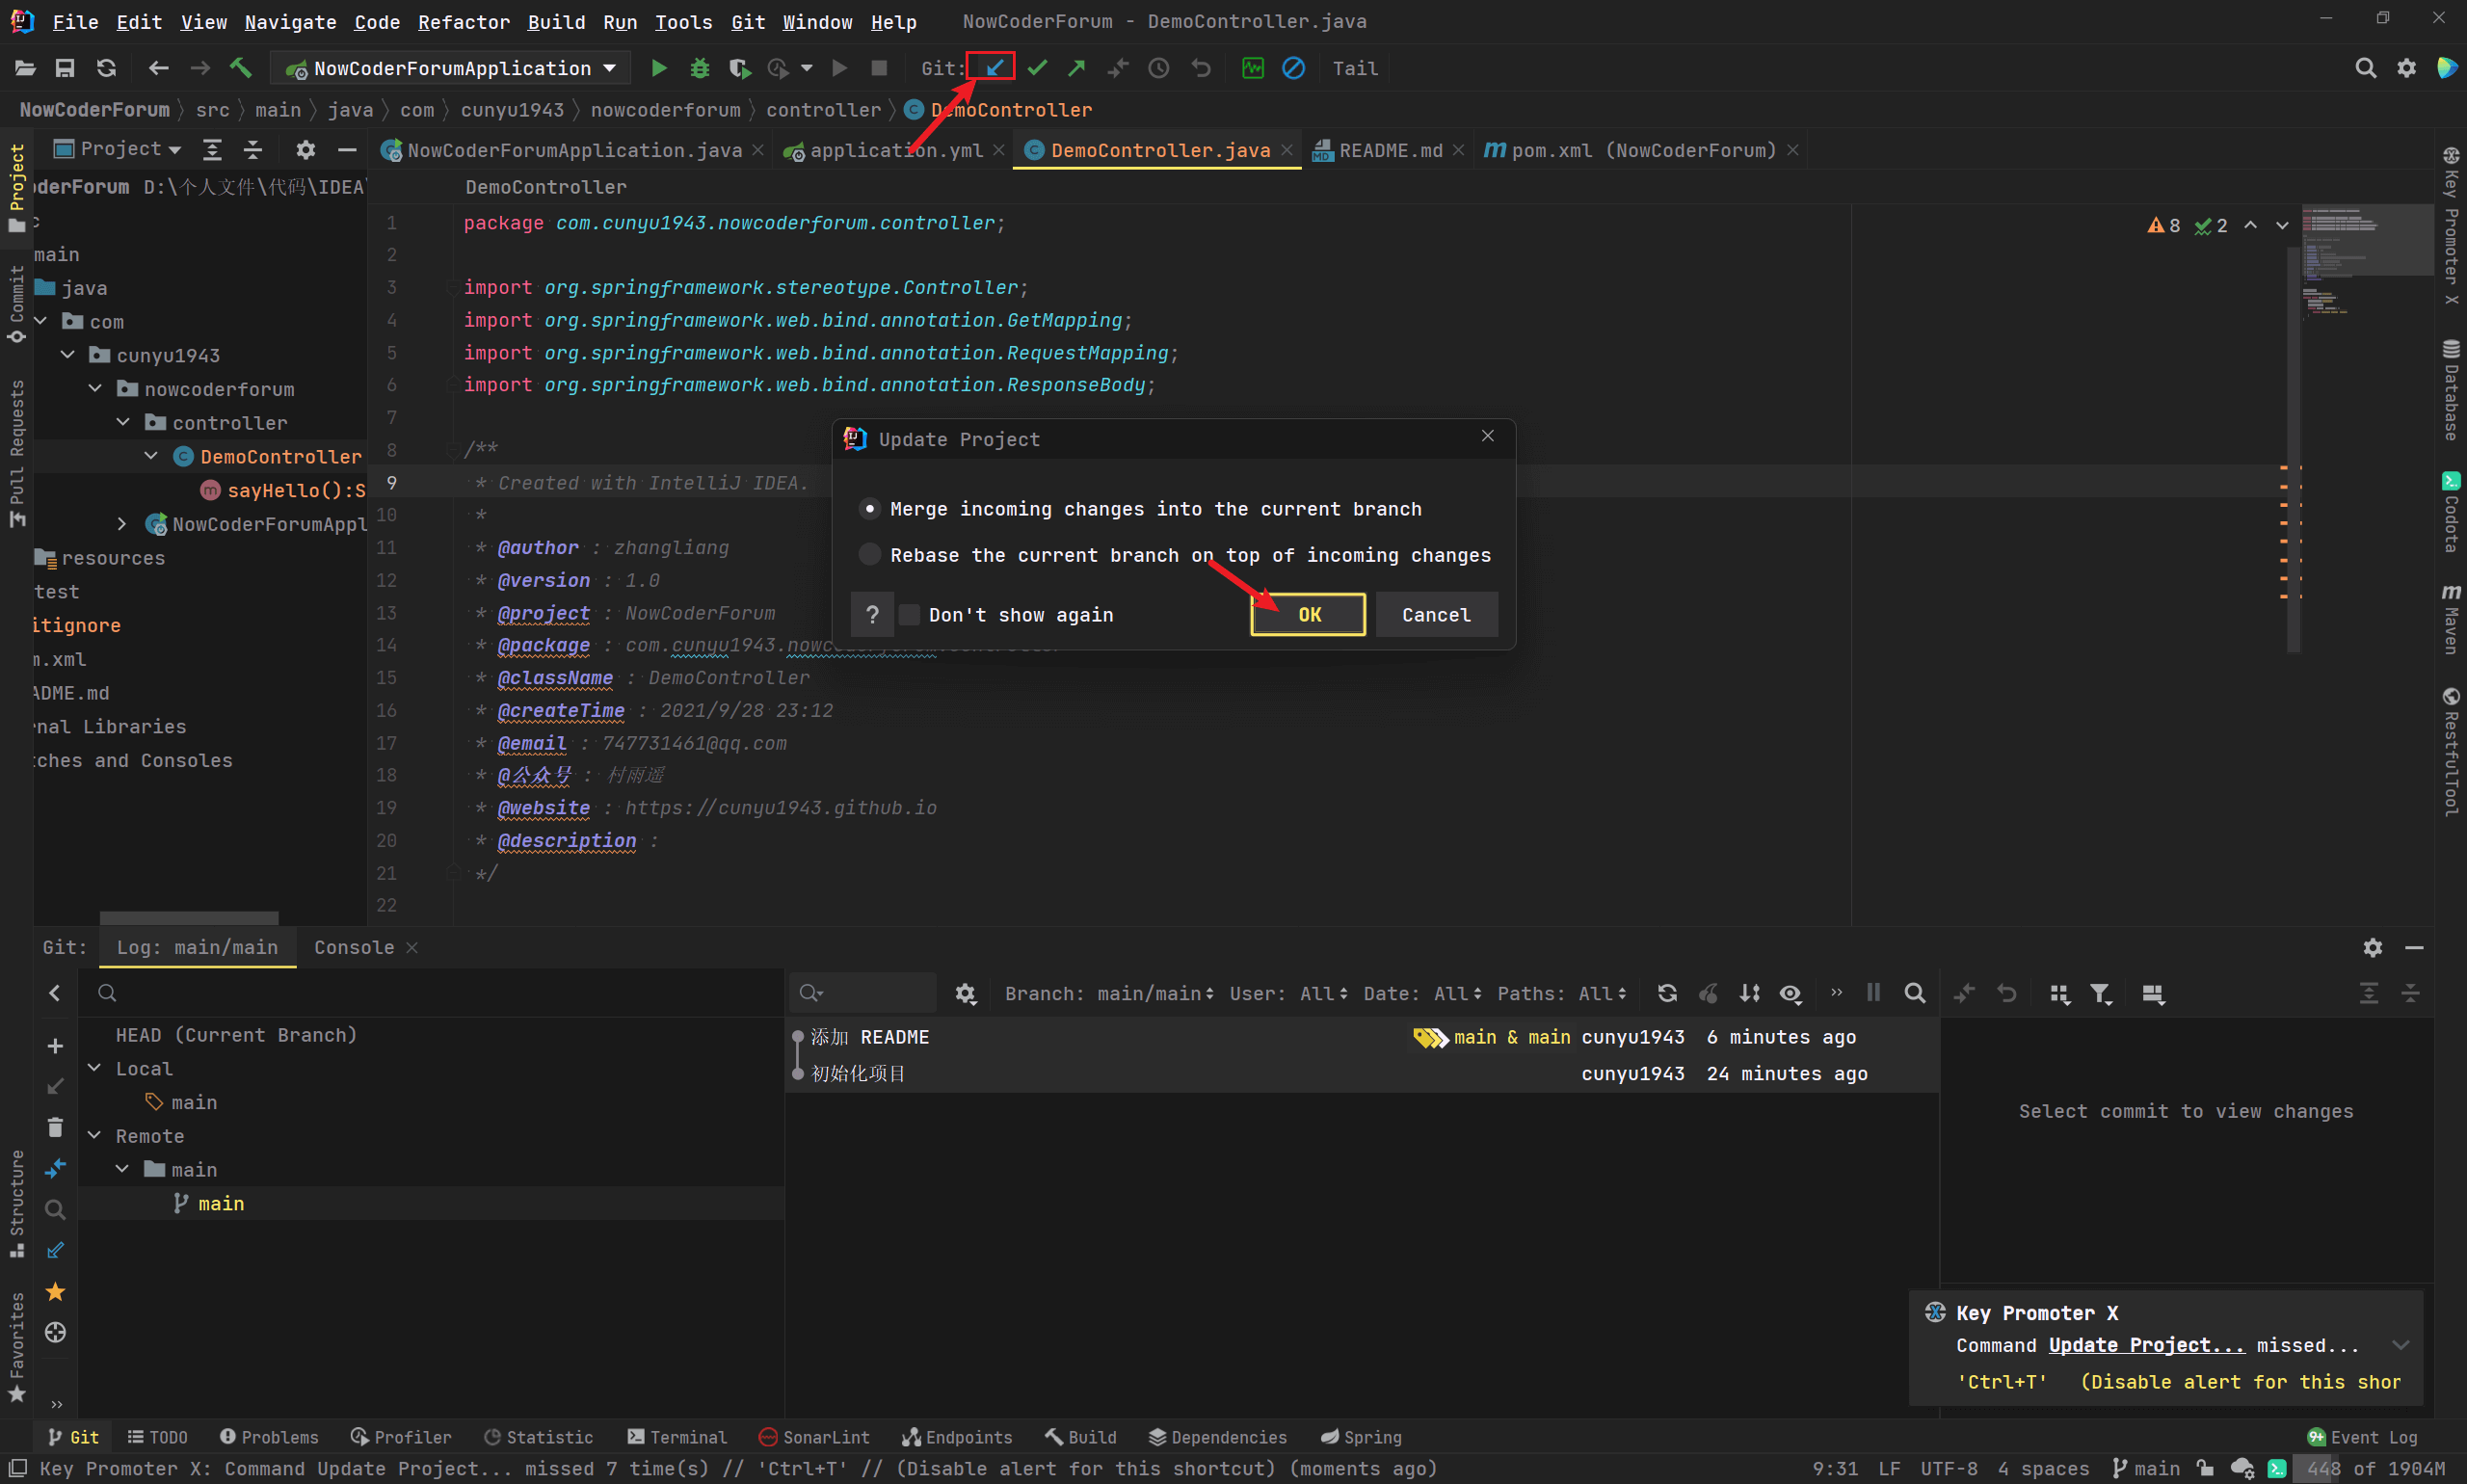 File Edit View Navigate Code Refactor Build Run Tools Git Window Help NowCoderForum - DemoController.java
NowCoderForumApplication Git: Tail
NowCoderForum src main java com cunyu1943 nowcoderforum controller DemoController
Project
NowCoderForumApplication.java application.yml DemoController.java README.md pom.xml (NowCoderForum)
oderForum D:\个人文件\代码\IDEA\
DemoController
main
java
com
cunyu1943
nowcoderforum
controller
DemoController
sayHello():S
NowCoderForumAppl
resources
test
itignore
.xml
ADME.md
nal Libraries
tches and Consoles
1 package com.cunyu1943.nowcoderforum.controller;
2
3 import org.springframework.stereotype.Controller;
4 import org.springframework.web.bind.annotation.GetMapping;
5 import org.springframework.web.bind.annotation.RequestMapping;
6 import org.springframework.web.bind.annotation.ResponseBody;
7
8 /**
9 * Created with IntelliJ IDEA.
10 *
11 * @author : zhangliang
12 * @version : 1.0
13 * @project : NowCoderForum
14 * @package : com.cunyu1943.nowcoderforum.controller
15 * @className : DemoController
16 * @createTime : 2021/9/28 23:12
17 * @email : 747731461@qq.com
18 * @公众号 : 村雨遥
19 * @website : https://cunyu1943.github.io
20 * @description :
21 */
22
8 2
Update Project
Merge incoming changes into the current branch
Rebase the current branch on top of incoming changes
? Don't show again OK Cancel
Project
Commit
Pull Requests
Structure
Favorites
Key Promoter X
Database
Codota
Maven
RestfulTool
Git: Log: main/main Console
Branch: main/main User: All Date: All Paths: All
HEAD (Current Branch)
Local
main
Remote
main
main
添加 README main & main cunyu1943 6 minutes ago
初始化项目 cunyu1943 24 minutes ago
Select commit to view changes
Key Promoter X
Command Update Project... missed...
'Ctrl+T' (Disable alert for this shor
Git TODO Problems Profiler Statistic Terminal SonarLint Endpoints Build Dependencies Spring 9+ Event Log
Key Promoter X: Command Update Project... missed 7 time(s) // 'Ctrl+T' // (Disable alert for this shortcut) (moments ago) 9:31 LF UTF-8 4 spaces main 448 of 1904M